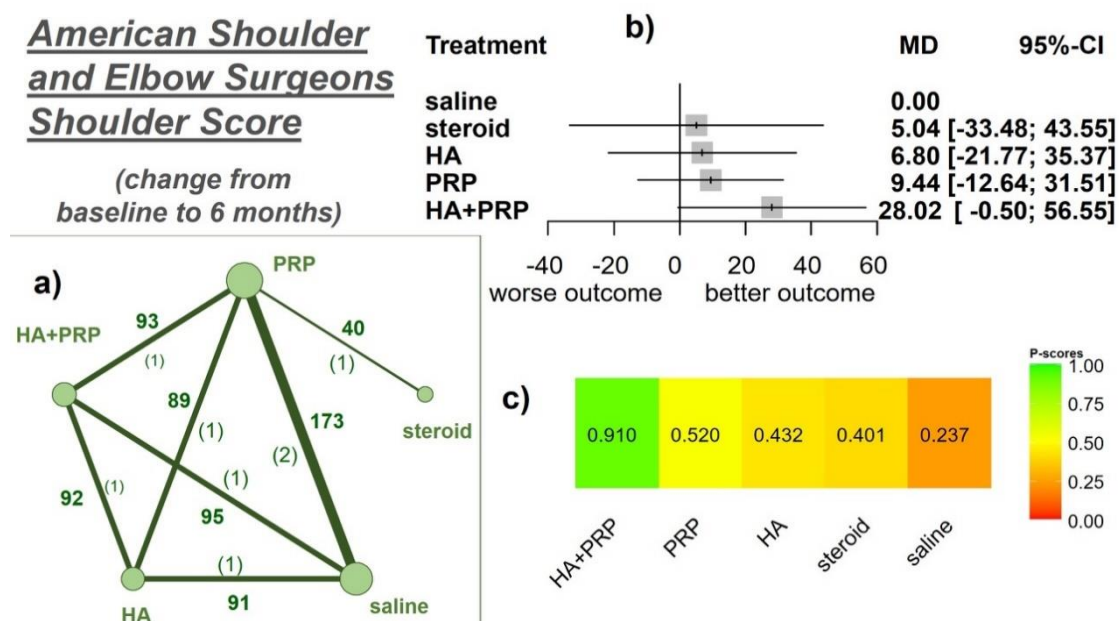 American Shoulder
and Elbow Surgeons
Shoulder Score
(change from
baseline to 6 months)
b)
Treatment MD 95%-CI
saline 0.00
steroid 5.04 [-33.48; 43.55]
HA 6.80 [-21.77; 35.37]
PRP 9.44 [-12.64; 31.51]
HA+PRP 28.02 [ -0.50; 56.55]
-40 -20 0 20 40 60
worse outcome better outcome
a)
PRP
HA+PRP
steroid
HA
saline
93
(1)
40
(1)
89
(1)
173
(2)
92
(1)
(1)
95
(1)
91
c)
P-scores
1.00
0.75
0.50
0.25
0.00
0.910 0.520 0.432 0.401 0.237
HA+PRP PRP HA steroid saline